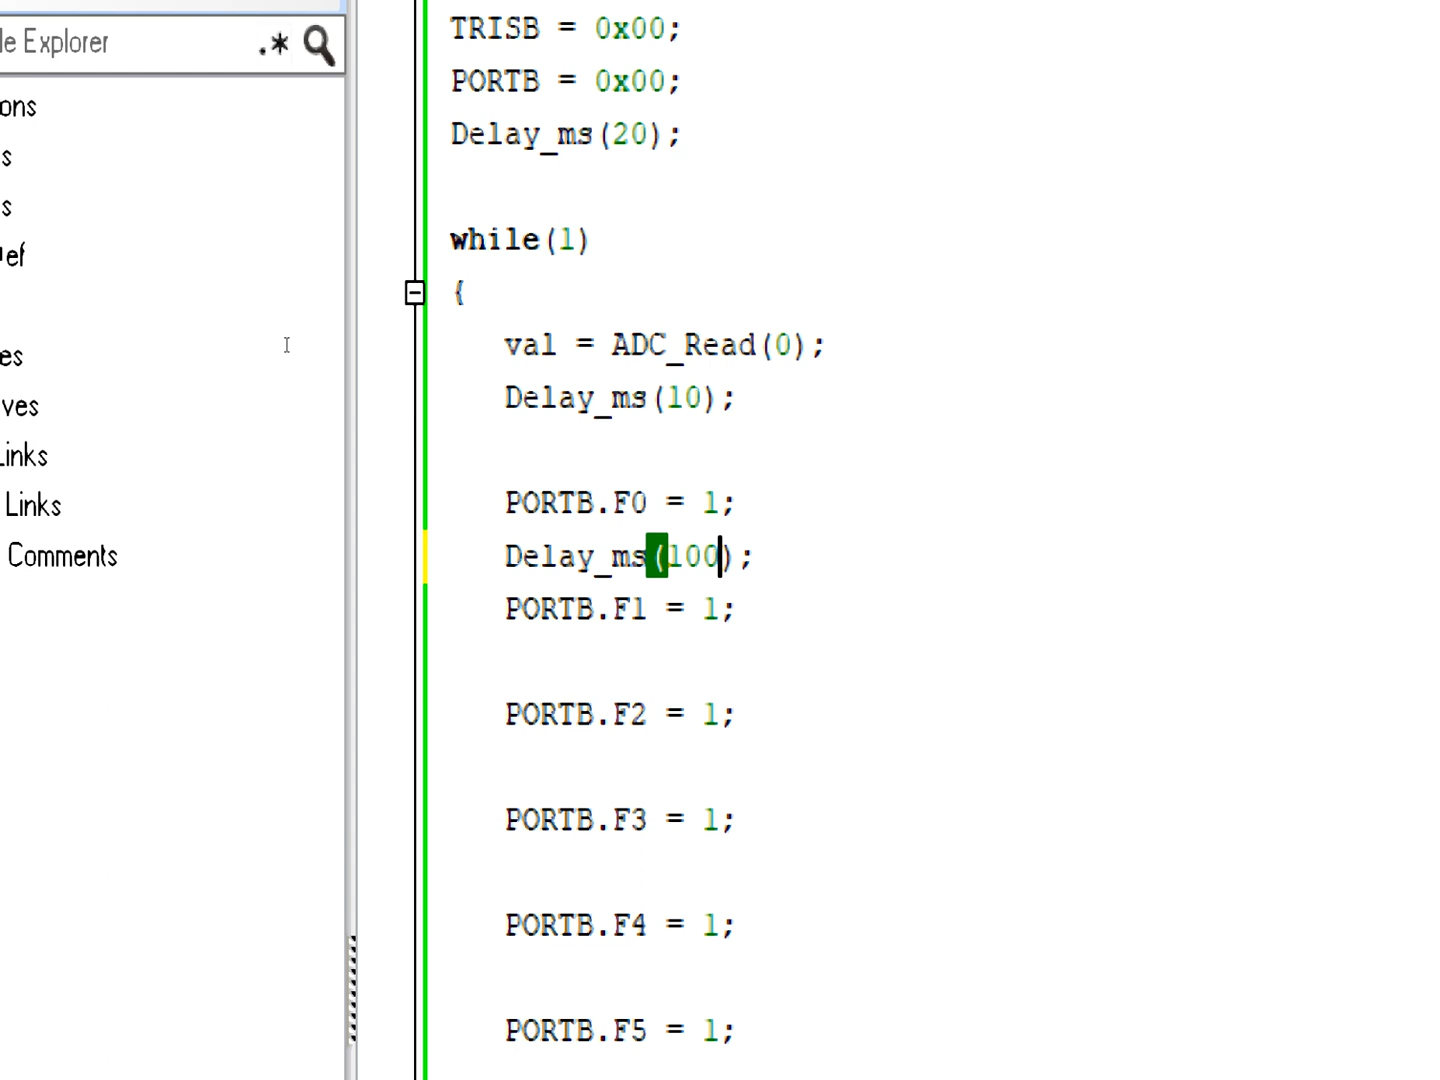 le Explorer
.*
ons
s
s
ef
es
ves
Links
Links
Comments
TRISB = 0x00;
PORTB = 0x00;
Delay_ms(20);
while(1)
{
val = ADC_Read(0);
Delay_ms(10);
PORTB.F0 = 1;
Delay_ms(100);
PORTB.F1 = 1;
PORTB.F2 = 1;
PORTB.F3 = 1;
PORTB.F4 = 1;
PORTB.F5 = 1;